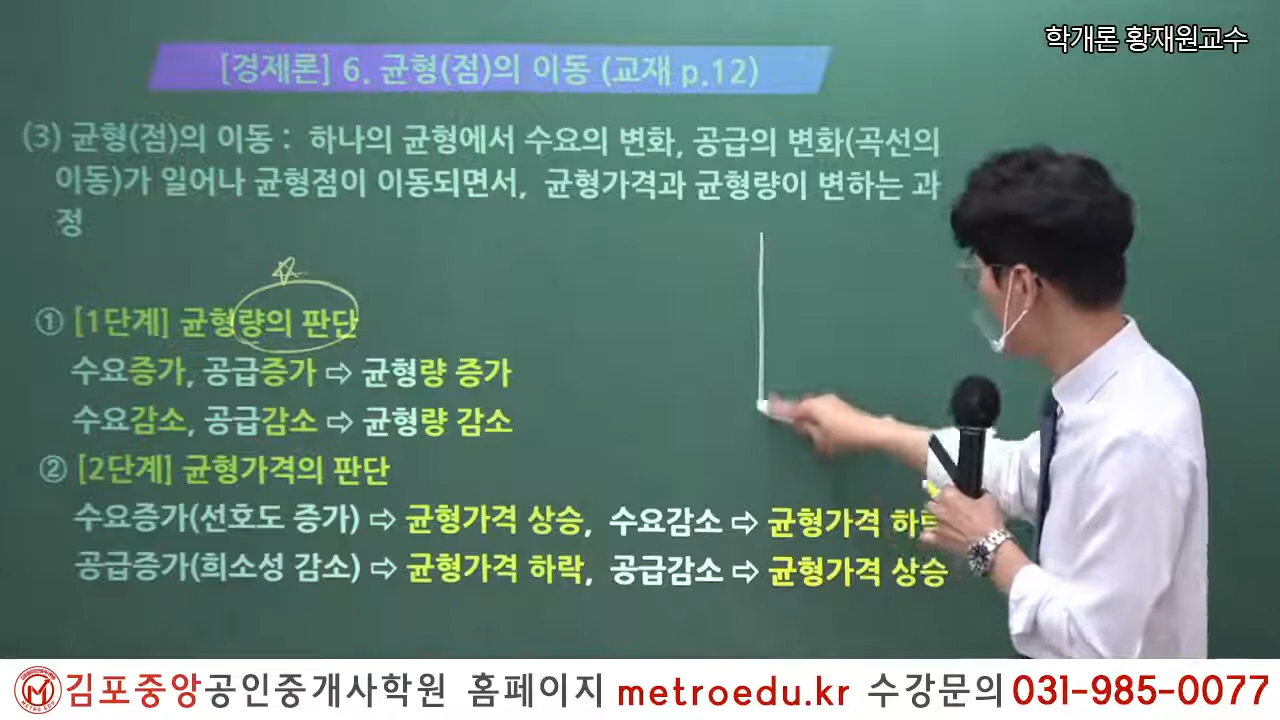 학개론 황재원교수
[경제론] 6. 균형(점)의 이동 (교재 p.12)
(3) 균형(점)의 이동 : 하나의 균형에서 수요의 변화, 공급의 변화(곡선의
이동)가 일어나 균형점이 이동되면서, 균형가격과 균형량이 변하는 과
정
① [1단계] 균형량의 판단
수요증가, 공급증가 ⇨ 균형량 증가
수요감소, 공급감소 ⇨ 균형량 감소
② [2단계] 균형가격의 판단
수요증가(선호도 증가) ⇨ 균형가격 상승, 수요감소 ⇨ 균형가격 하락
공급증가(희소성 감소) ⇨ 균형가격 하락, 공급감소 ⇨ 균형가격 상승
METRO EDU 김포중앙공인중개사학원 홈페이지 metroedu.kr 수강문의 031-985-0077